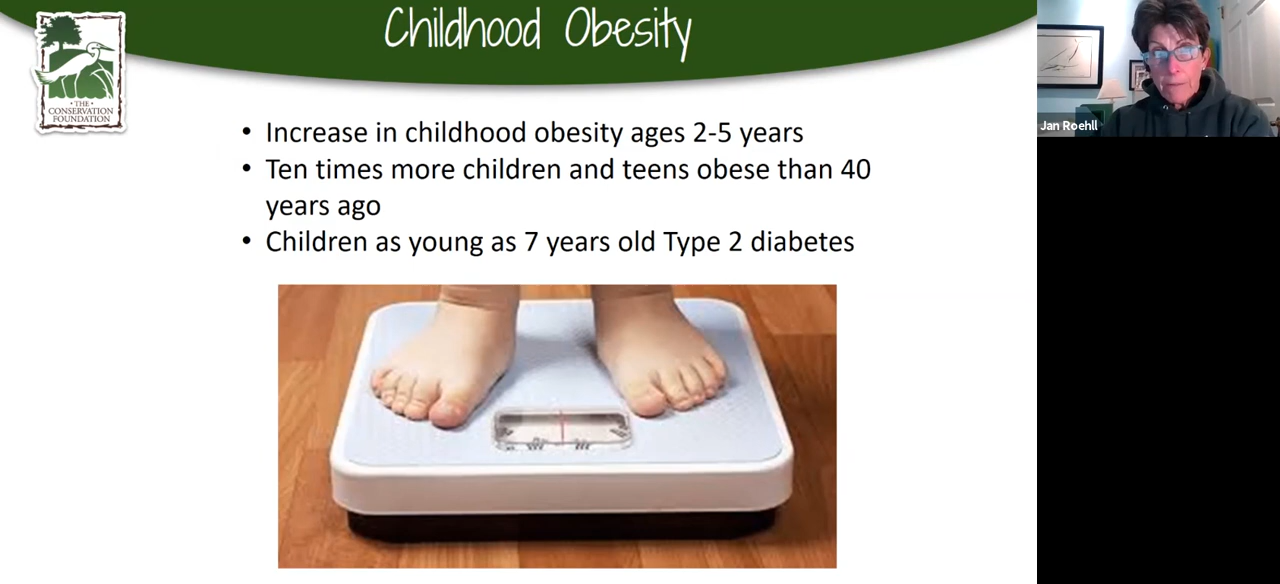 Childhood Obesity
• THE •
CONSERVATION
FOUNDATION
Jan Roehll
• Increase in childhood obesity ages 2-5 years
• Ten times more children and teens obese than 40
years ago
• Children as young as 7 years old Type 2 diabetes